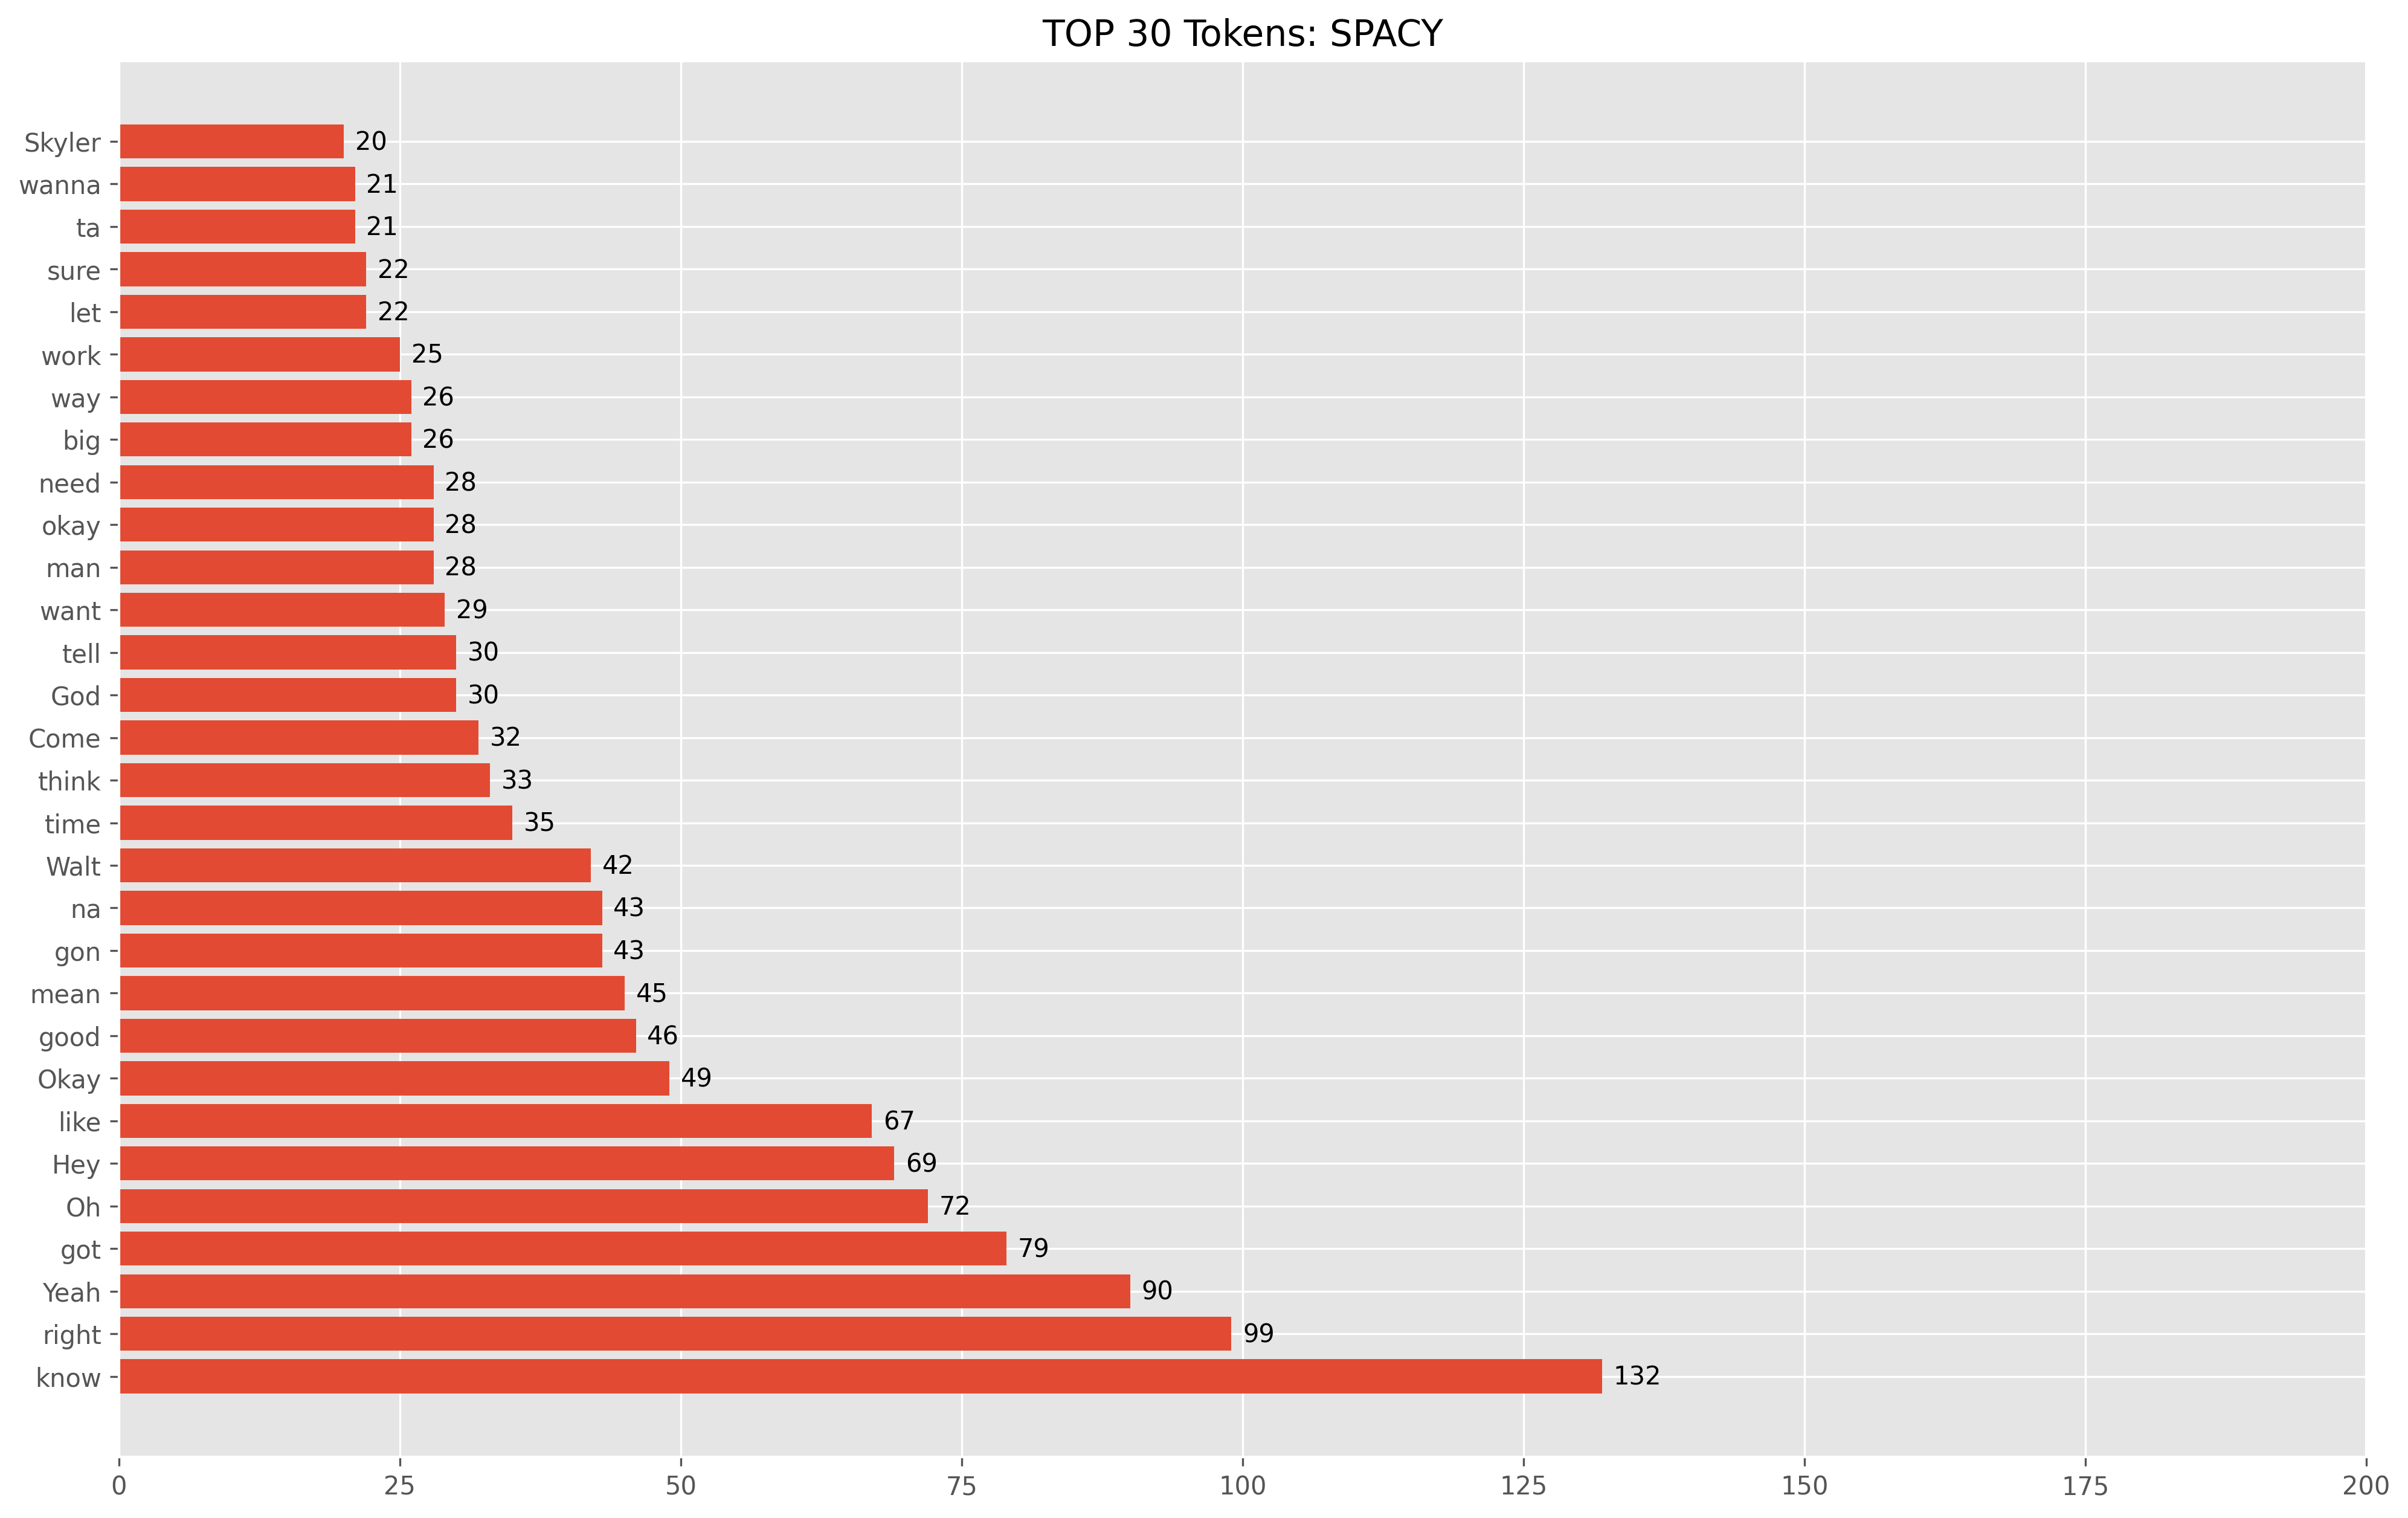 TOP 30 Tokens: SPACY
Skyler 20
wanna 21
ta 21
sure 22
let 22
work 25
way 26
big 26
need 28
okay 28
man 28
want 29
tell 30
God 30
Come 32
think 33
time 35
Walt 42
na 43
gon 43
mean 45
good 46
Okay 49
like 67
Hey 69
Oh 72
got 79
Yeah 90
right 99
know 132
0 25 50 75 100 125 150 175 200